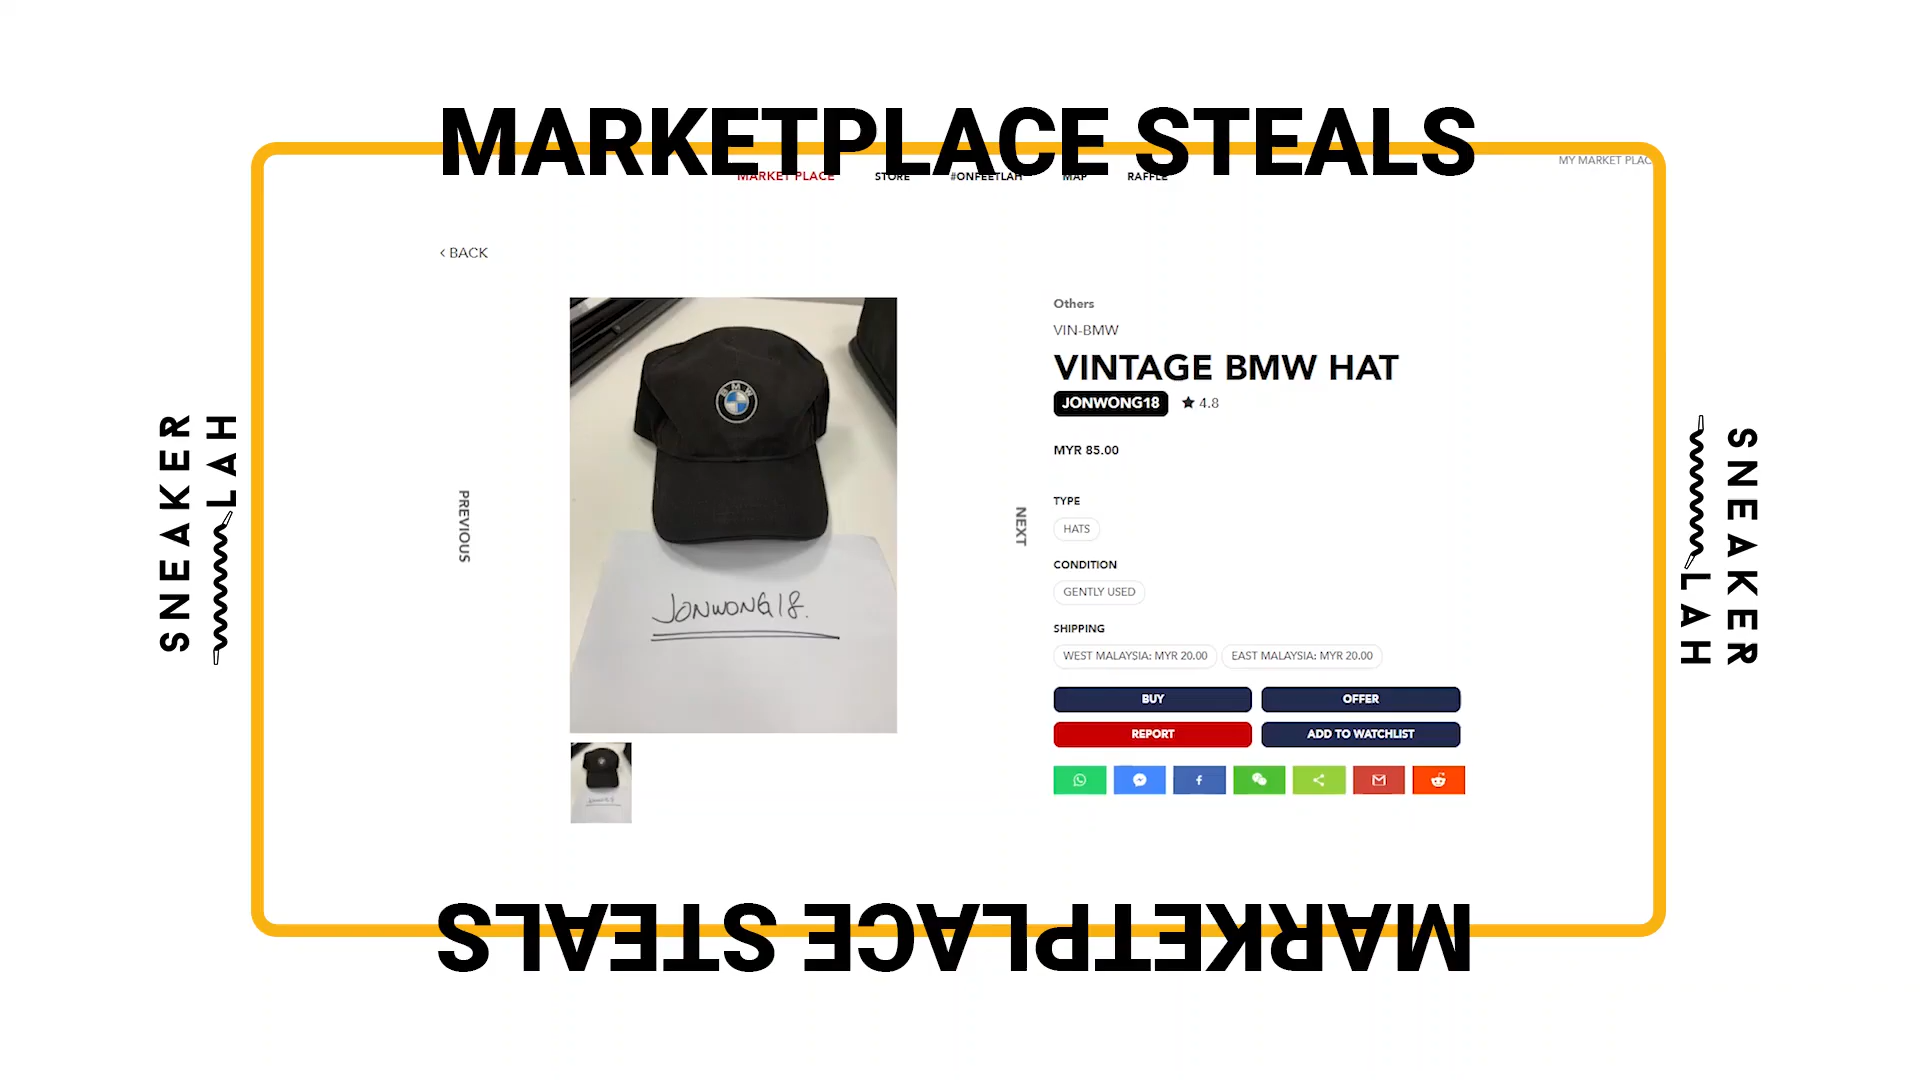 MARKETPLACE STEALS
MY MARKET PLAC
MARKET PLACE STORE #ONFEETLAH MAP RAFFLE
< BACK
Others
VIN-BMW
VINTAGE BMW HAT
JONWONG18 ★ 4.8
MYR 85.00
TYPE
HATS
CONDITION
GENTLY USED
SHIPPING
WEST MALAYSIA: MYR 20.00 EAST MALAYSIA: MYR 20.00
BUY OFFER
REPORT ADD TO WATCHLIST
PREVIOUS
NEXT
BMW
JONWONG18.
SNEAKER
LAH
SNEAKER
LAH
MARKETPLACE STEALS